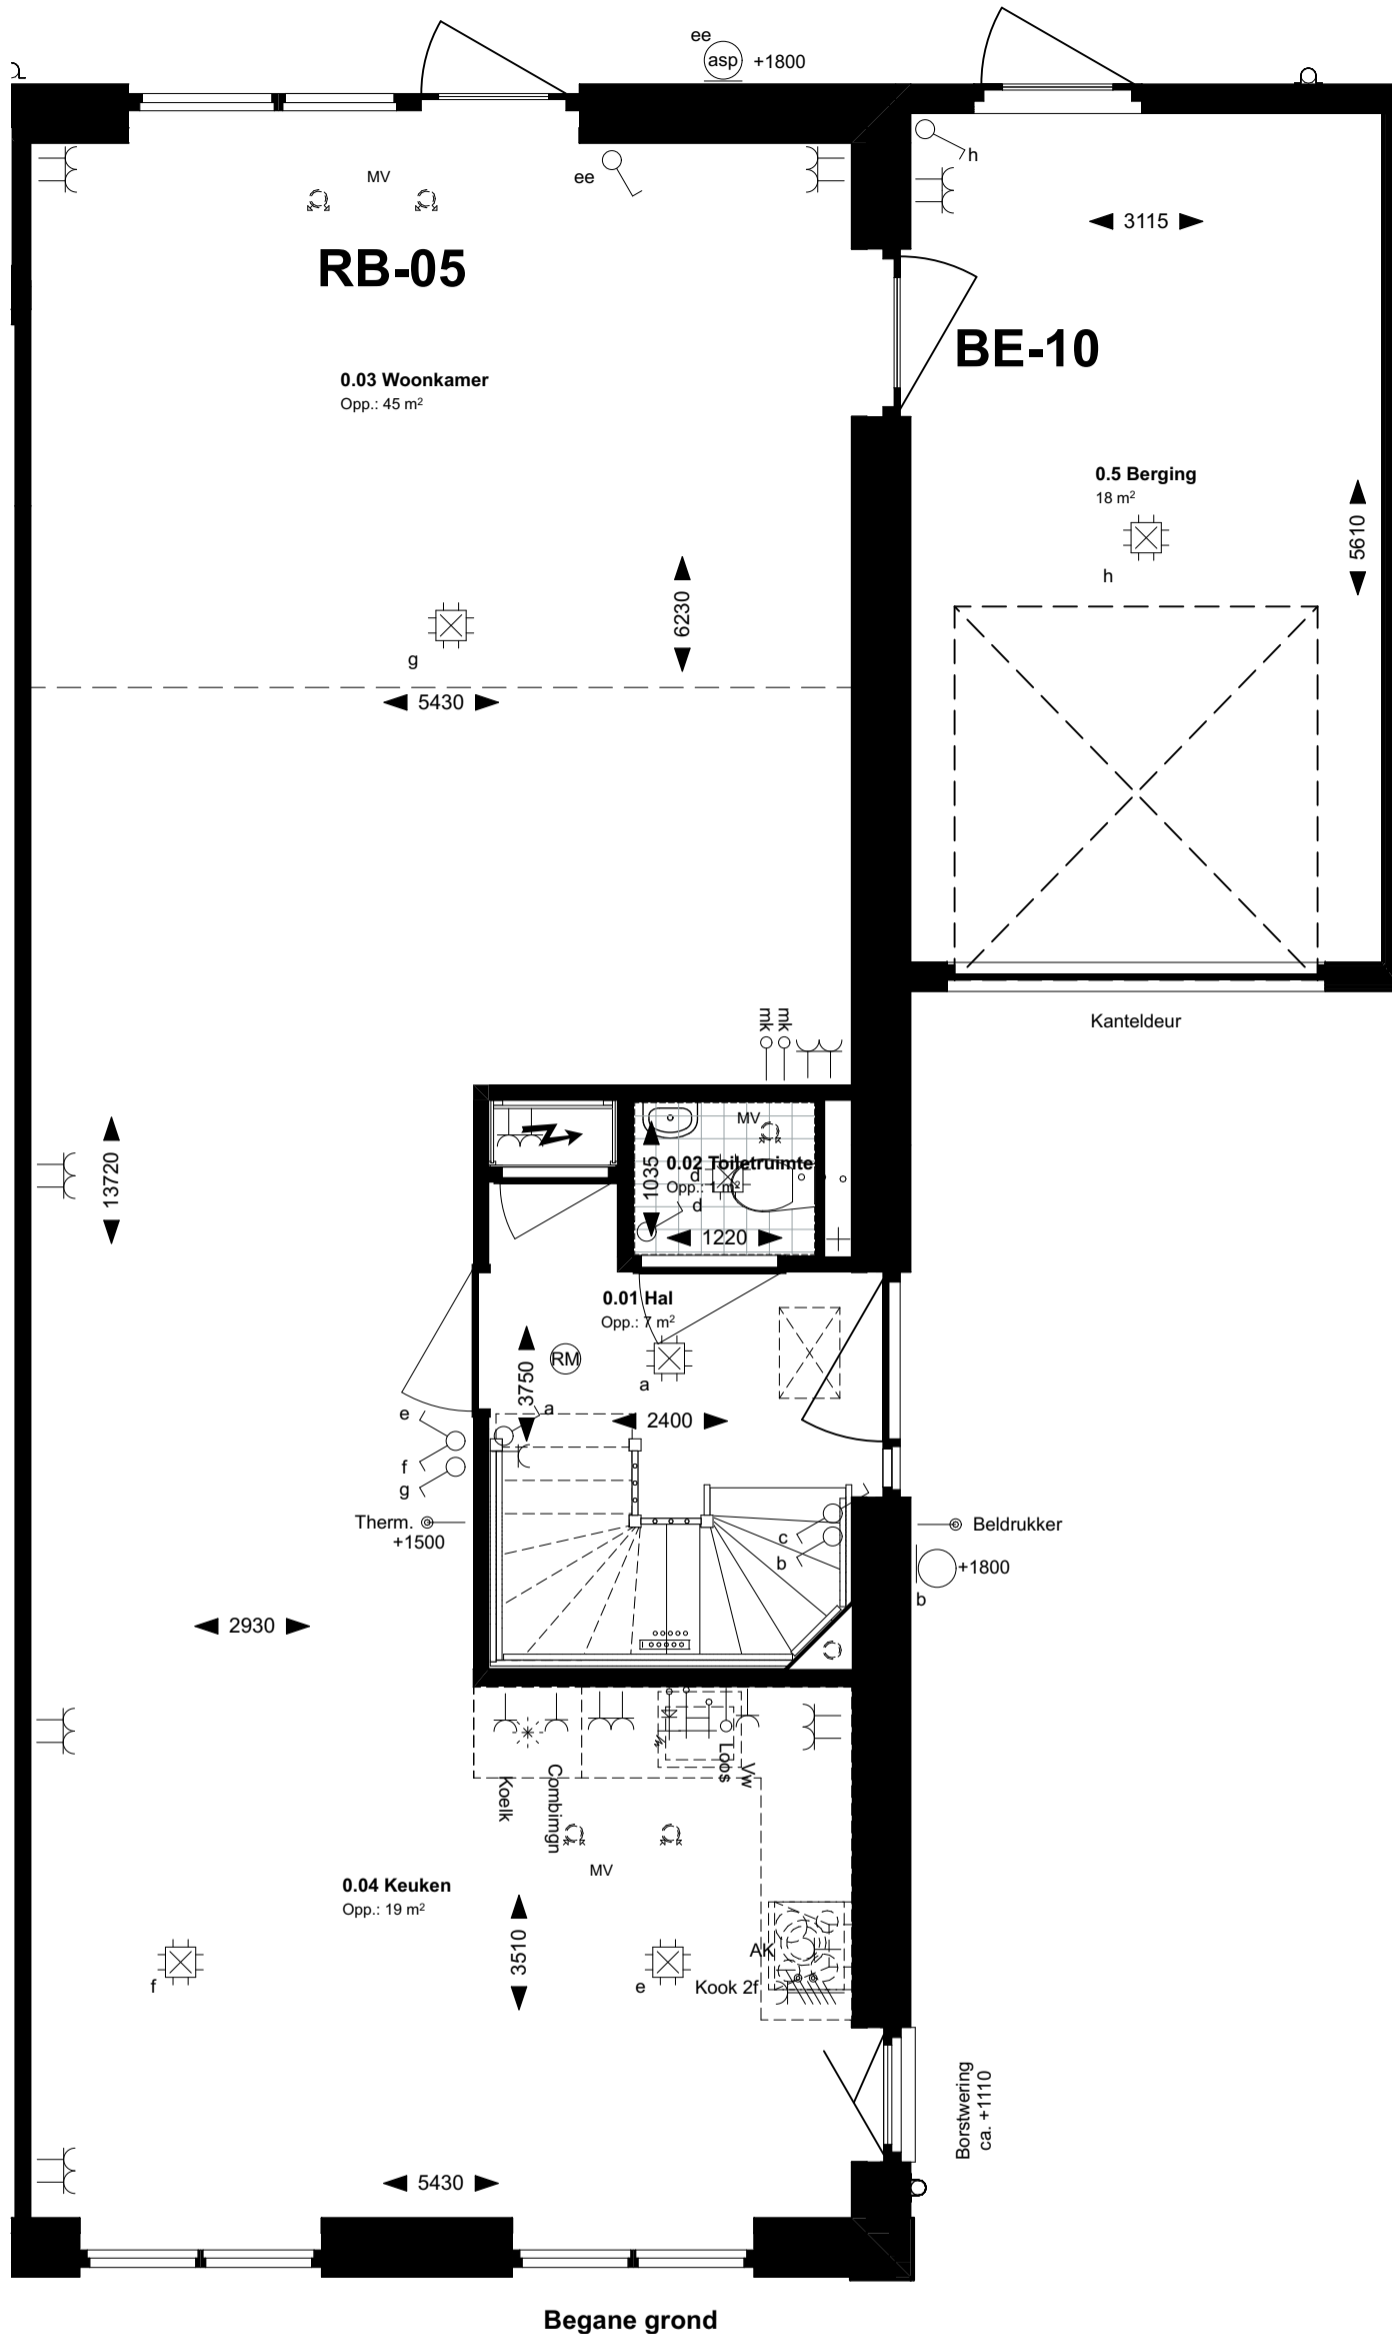 ee
asp +1800
h
MV
ee
3115
RB-05
BE-10
0.03 Woonkamer
Opp.: 45 m²
0.5 Berging
18 m²
5610
h
6230
g
5430
mk
mk
Kanteldeur
13720
MV
1035
0.02 Toiletruimte
d
Opp.: 1 m²
d
1220
0.01 Hal
Opp.: 7 m²
RM
3750
a
a
2400
e
f
g
Therm.
+1500
c
b
Beldrukker
+1800
b
2930
Koelk
Combimgn
Loos
Vw
MV
0.04 Keuken
Opp.: 19 m²
3510
AK
Kook 2f
f
e
Borstwering
ca. +1110
5430
Begane grond